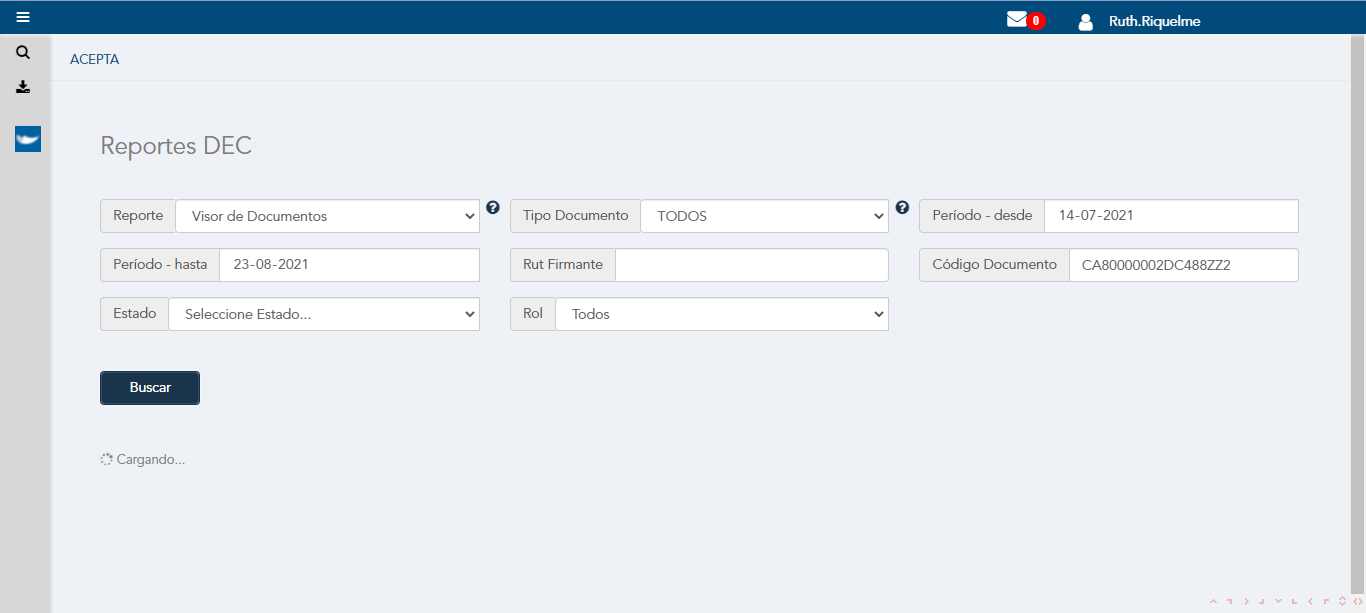 0
Ruth.Riquelme
ACEPTA
Reportes DEC
Reporte Visor de Documentos ? Tipo Documento TODOS ? Período - desde 14-07-2021
Período - hasta 23-08-2021 Rut Firmante Código Documento CA80000002DC488ZZ2
Estado Seleccione Estado... Rol Todos
Buscar
Cargando...